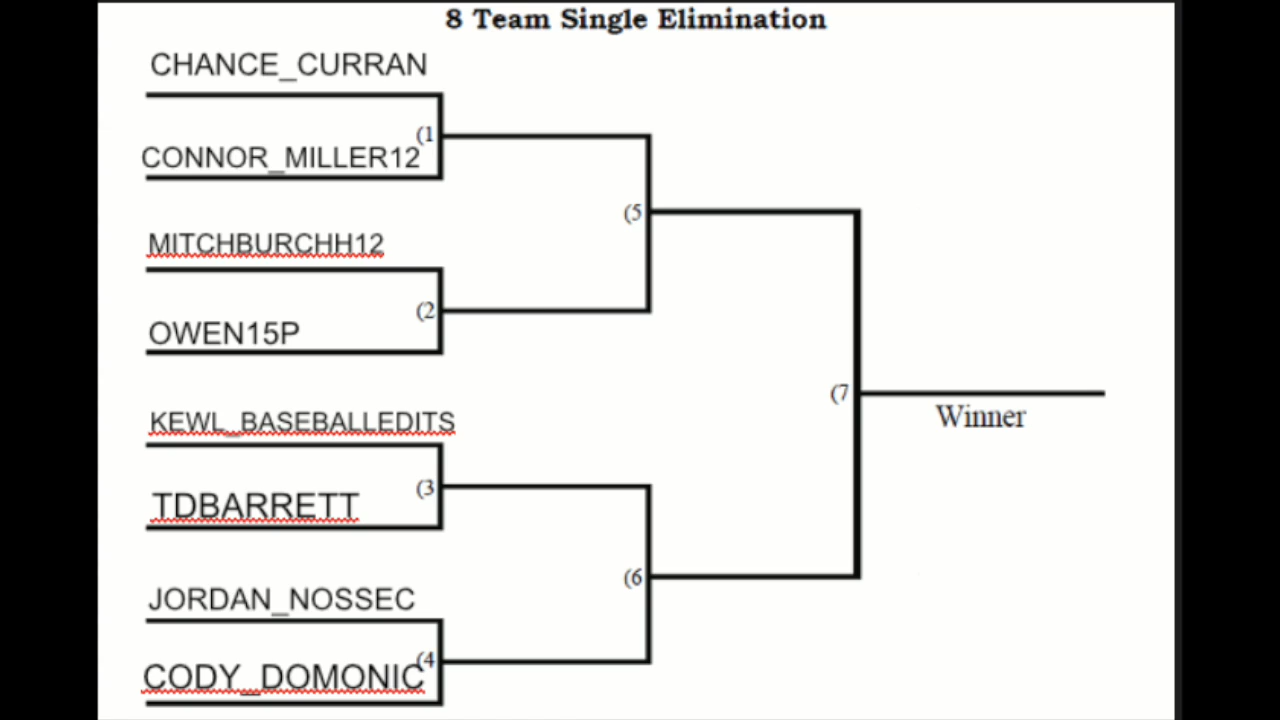 8 Team Single Elimination
CHANCE_CURRAN
(1
CONNOR_MILLER12
MITCHBURCHH12
(2
OWEN15P
(5
KEWL_BASEBALLEDITS
(3
TDBARRETT
JORDAN_NOSSEC
(4
CODY_DOMONIC
(6
(7
Winner